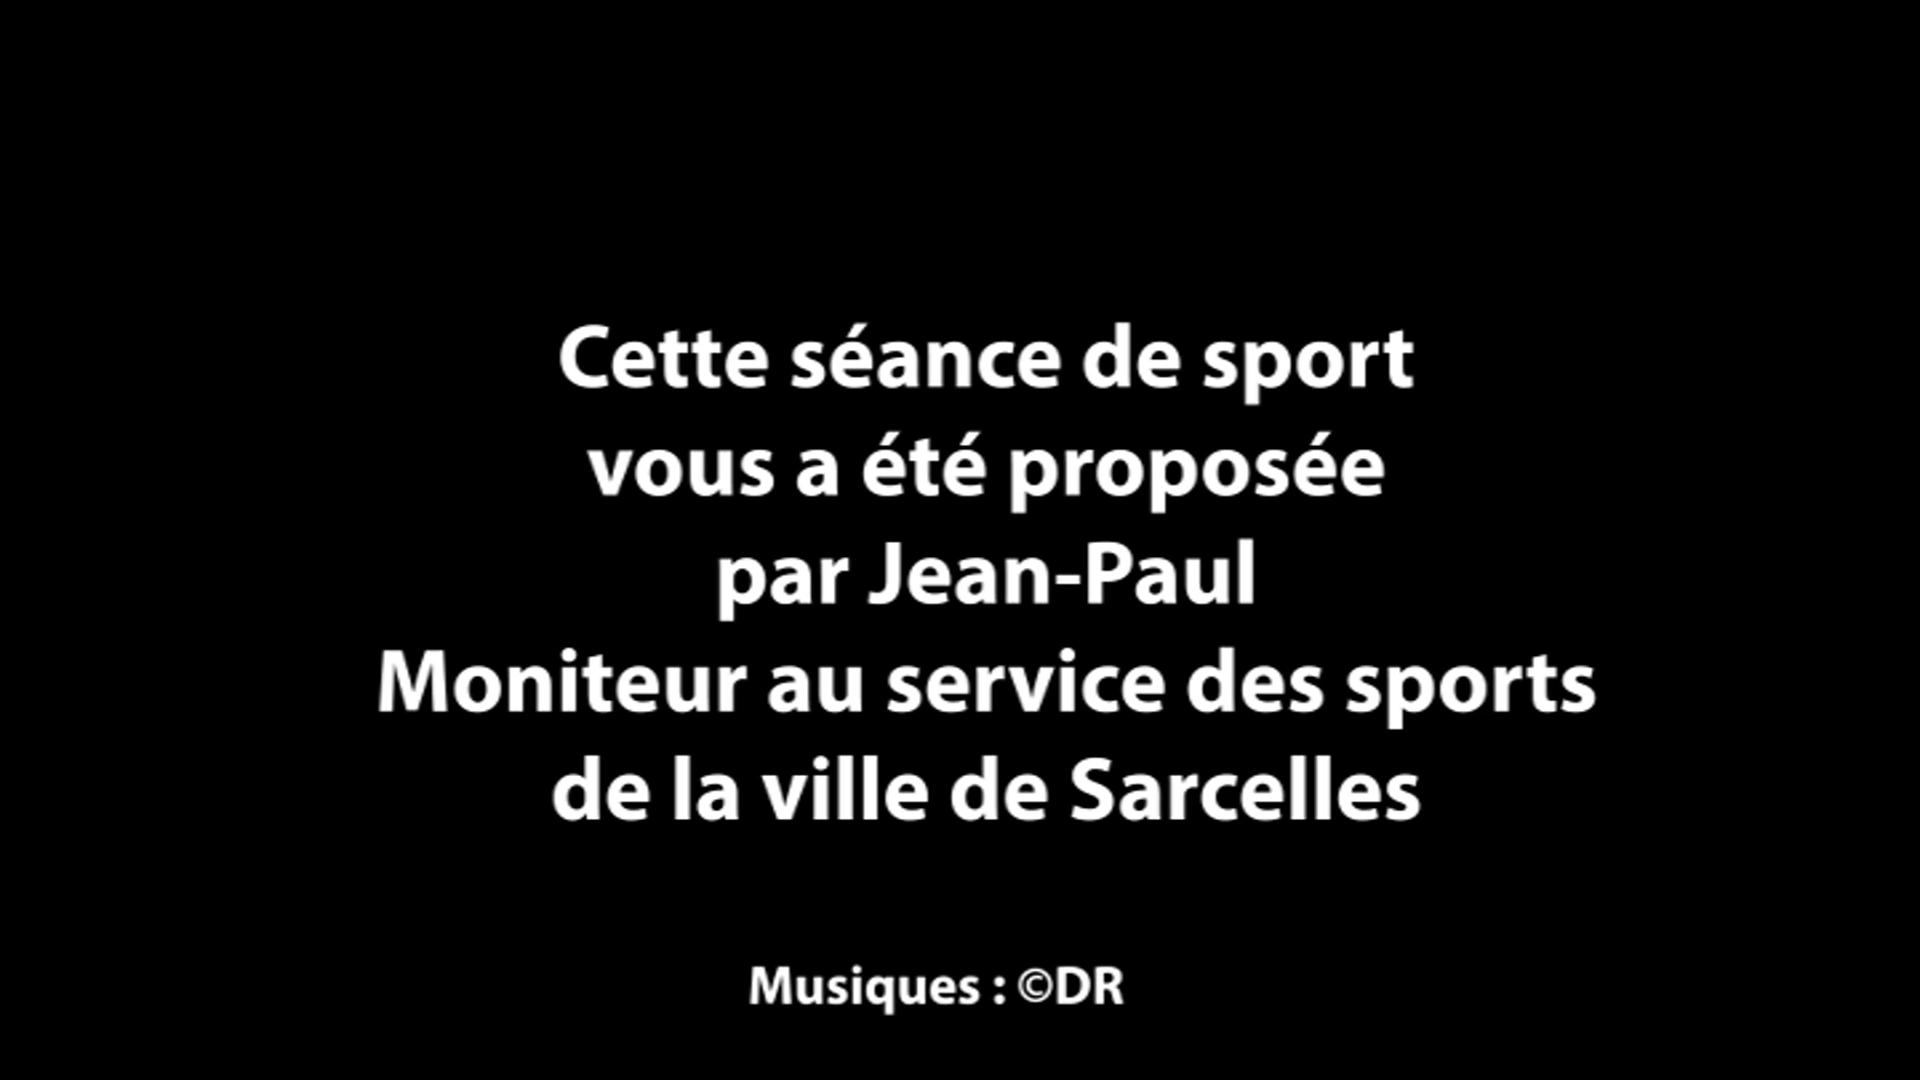 Cette séance de sport
vous a été proposée
par Jean-Paul
Moniteur au service des sports
de la ville de Sarcelles
Musiques : ©DR